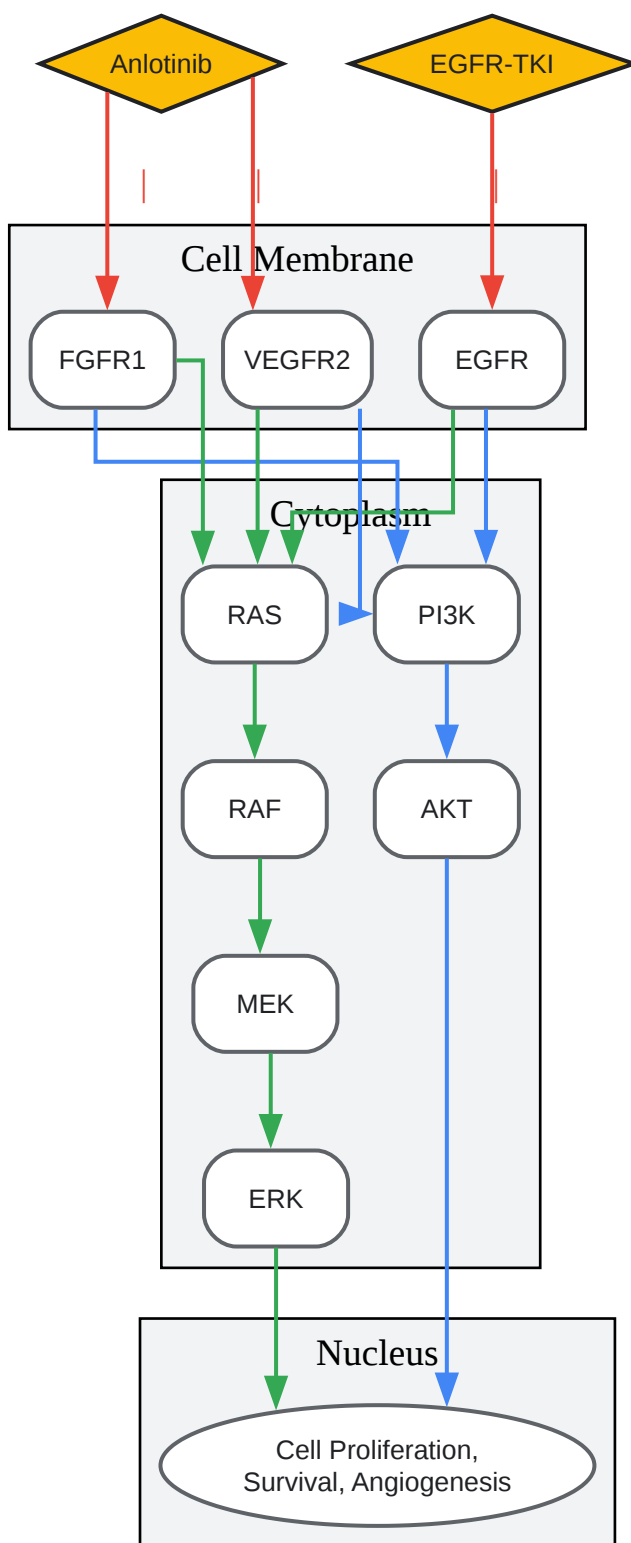 Anlotinib
EGFR-TKI
Cell Membrane
FGFR1
VEGFR2
EGFR
Cytoplasm
RAS
PI3K
RAF
AKT
MEK
ERK
Nucleus
Cell Proliferation,
Survival, Angiogenesis